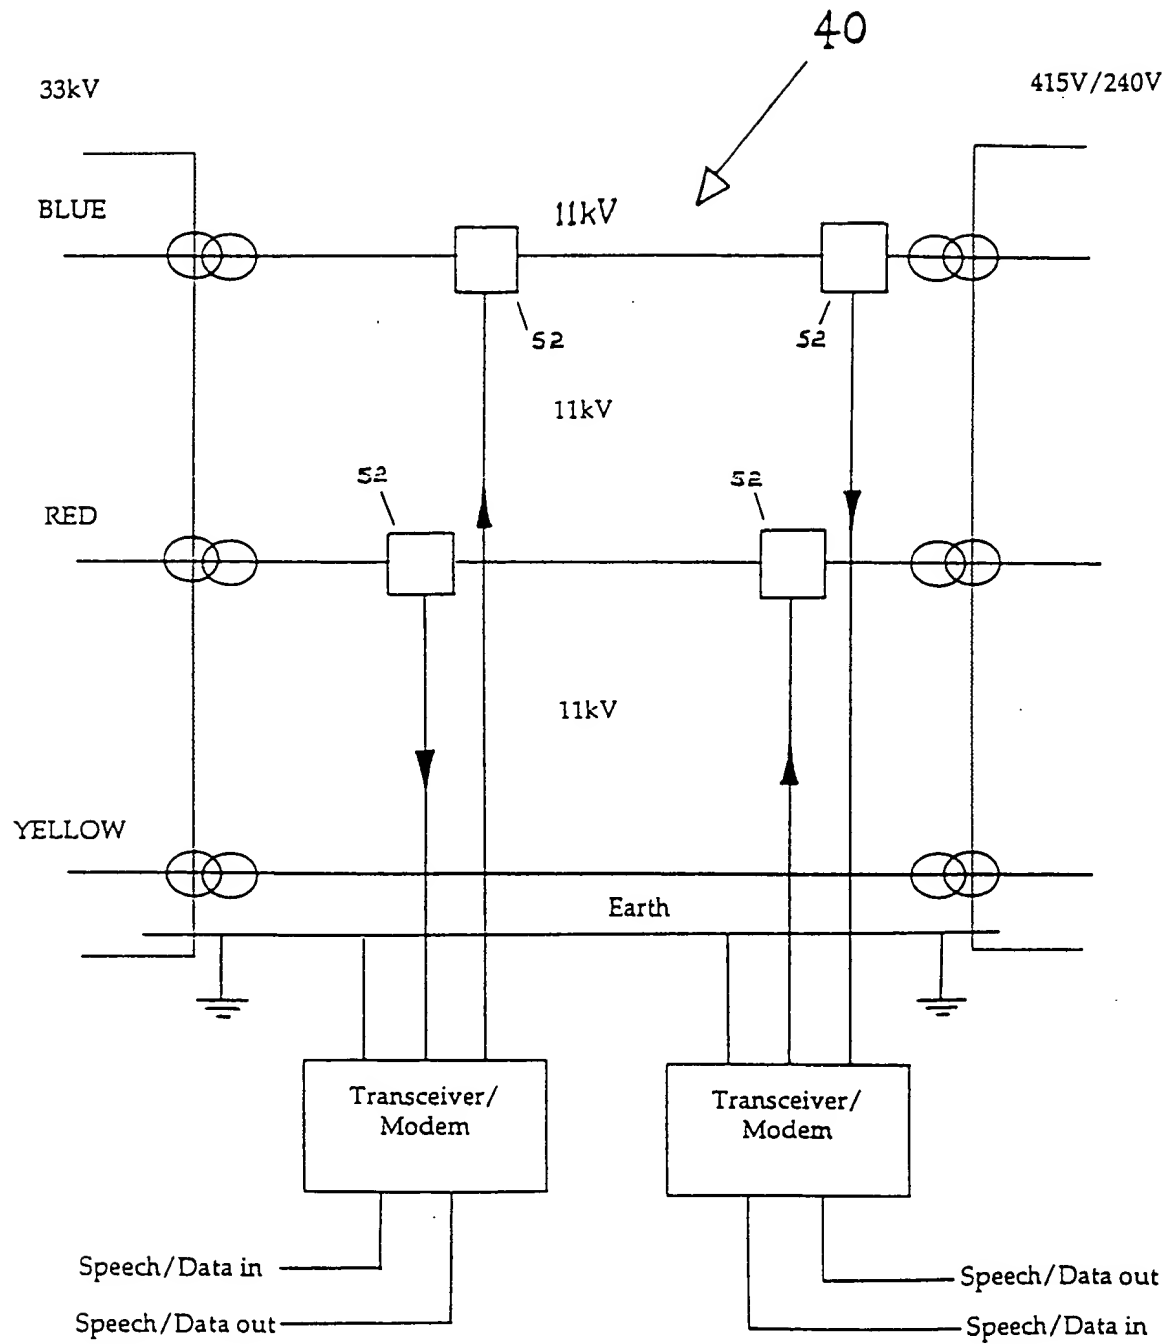 40
33kV
415V/240V
BLUE
11kV
52
52
11kV
52
52
RED
11kV
YELLOW
Earth
Transceiver/
Modem
Transceiver/
Modem
Speech/Data in
Speech/Data out
Speech/Data out
Speech/Data in